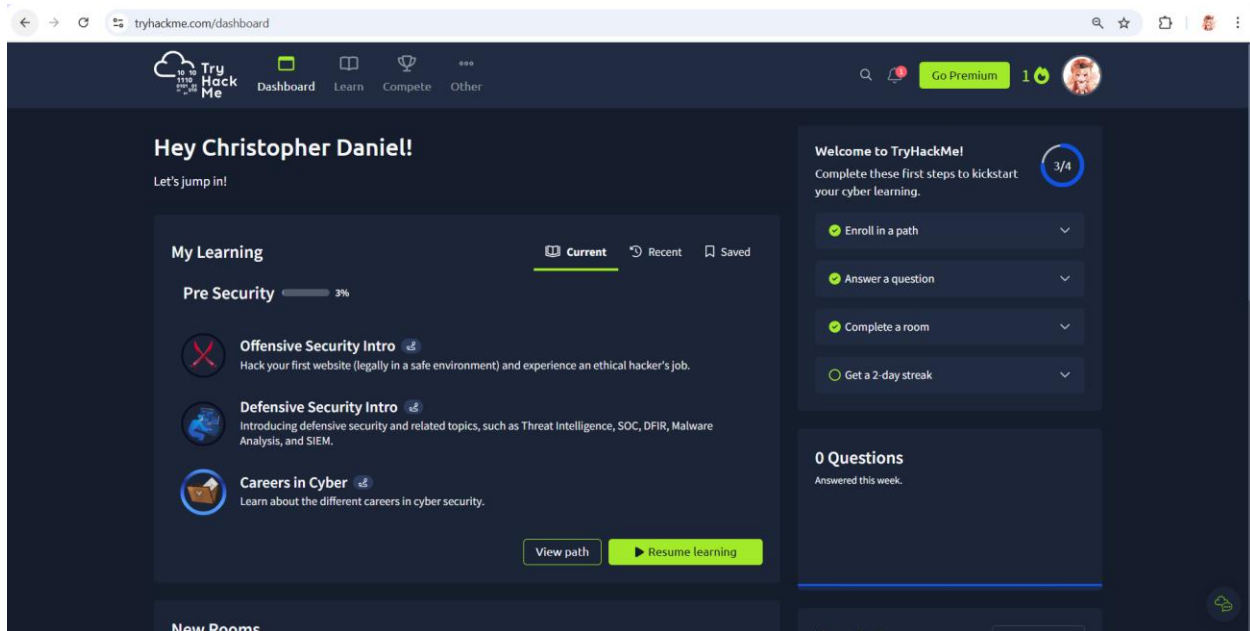 tryhackme.com/dashboard
Try
Hack
Me
Dashboard
Learn
Compete
Other
1
Go Premium
1
Hey Christopher Daniel!
Let's jump in!
My Learning
Current
Recent
Saved
Pre Security
3%
Offensive Security Intro
Hack your first website (legally in a safe environment) and experience an ethical hacker's job.
Defensive Security Intro
Introducing defensive security and related topics, such as Threat Intelligence, SOC, DFIR, Malware
Analysis, and SIEM.
Careers in Cyber
Learn about the different careers in cyber security.
View path
Resume learning
New Rooms
Welcome to TryHackMe!
Complete these first steps to kickstart
your cyber learning.
3/4
Enroll in a path
Answer a question
Complete a room
Get a 2-day streak
0 Questions
Answered this week.